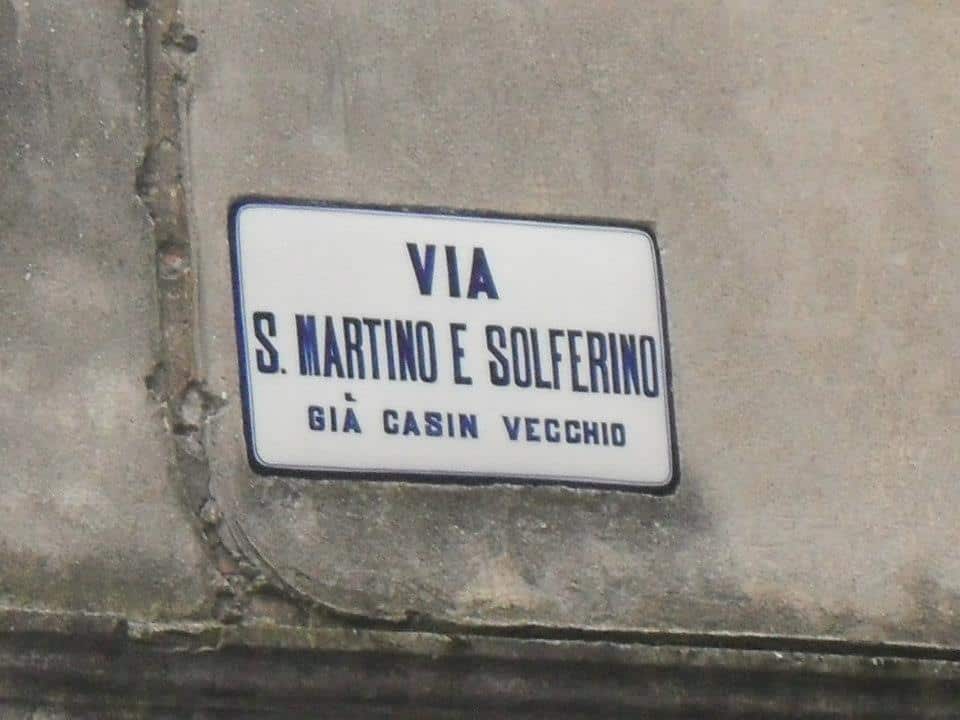 VIA
S. MARTINO E SOLFERINO
GIÀ CASIN VECCHIO